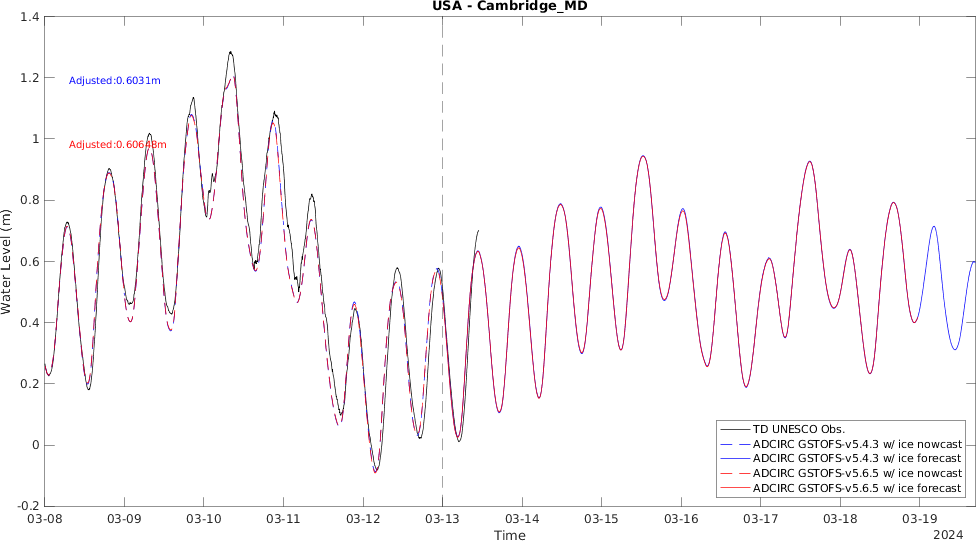 USA - Cambridge_MD
1.4
1.2
1
0.8
0.6
0.4
0.2
0
-0.2
Water Level (m)
Adjusted:0.6031m
Adjusted:0.60648m
TD UNESCO Obs.
ADCIRC GSTOFS-v5.4.3 w/ ice nowcast
ADCIRC GSTOFS-v5.4.3 w/ ice forecast
ADCIRC GSTOFS-v5.6.5 w/ ice nowcast
ADCIRC GSTOFS-v5.6.5 w/ ice forecast
03-08 03-09 03-10 03-11 03-12 03-13 03-14 03-15 03-16 03-17 03-18 03-19
Time
2024